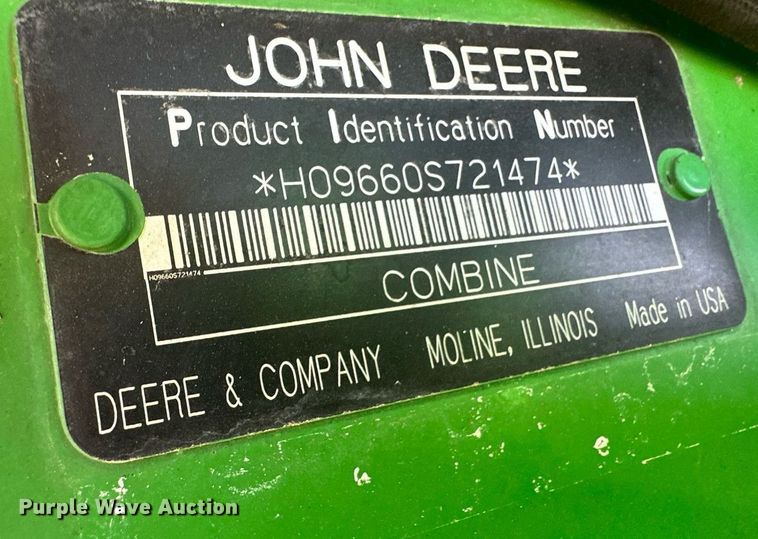 JOHN DEERE
Product Identification Number
*H09660S721474*
H09660S721474
COMBINE
DEERE & COMPANY MOLINE, ILLINOIS Made in USA
Purple Wave Auction